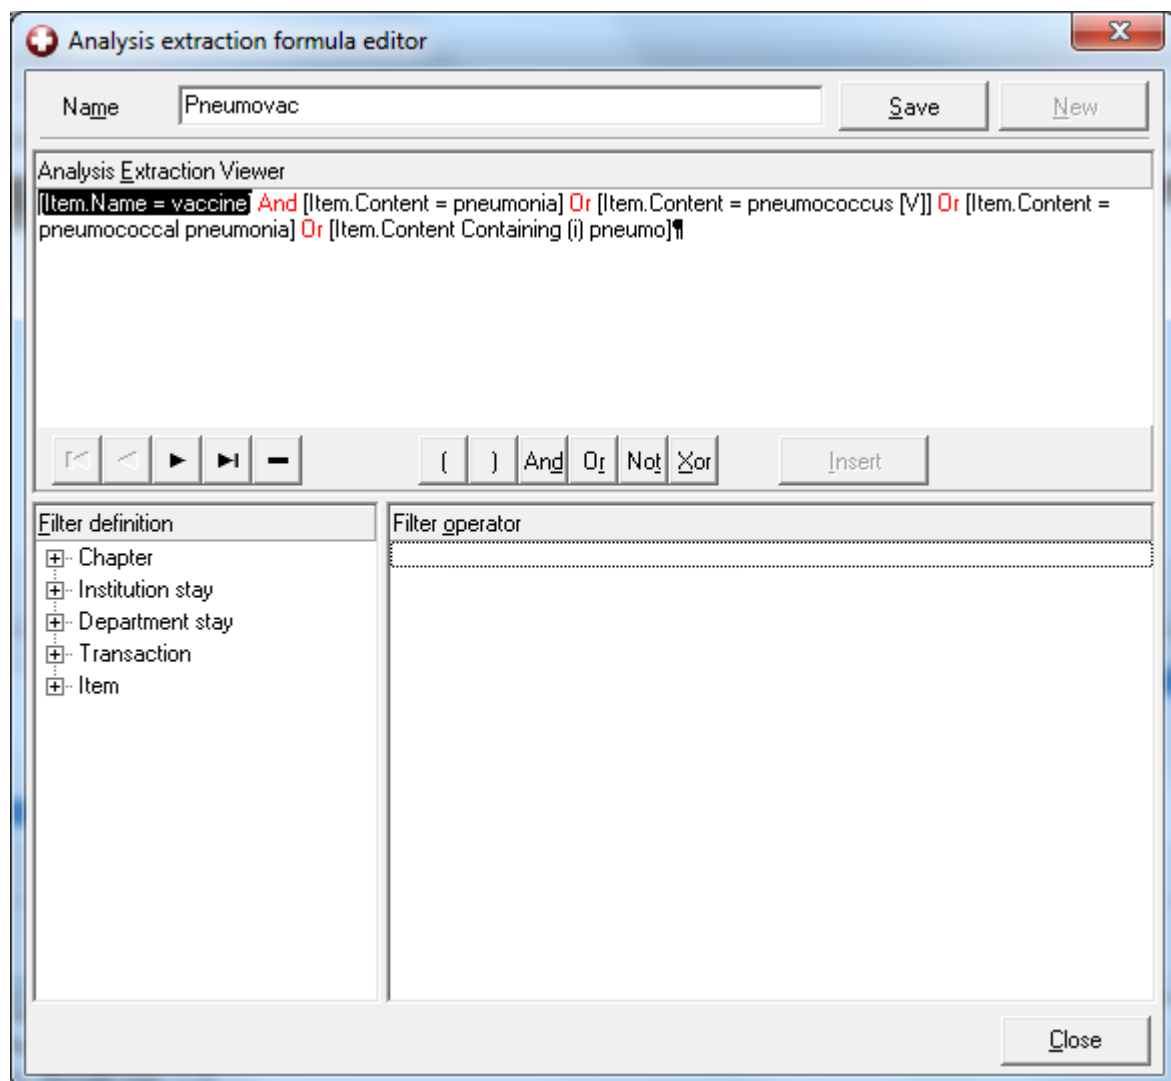 Analysis extraction formula editor
Name Pneumovac Save New
Analysis Extraction Viewer
[Item.Name = vaccine] And [Item.Content = pneumonia] Or [Item.Content = pneumococcus [V]] Or [Item.Content =
pneumococcal pneumonia] Or [Item.Content Containing (i) pneumo]¶
( ) And Or Not Xor Insert
Filter definition Filter operator
Chapter
Institution stay
Department stay
Transaction
Item
Close